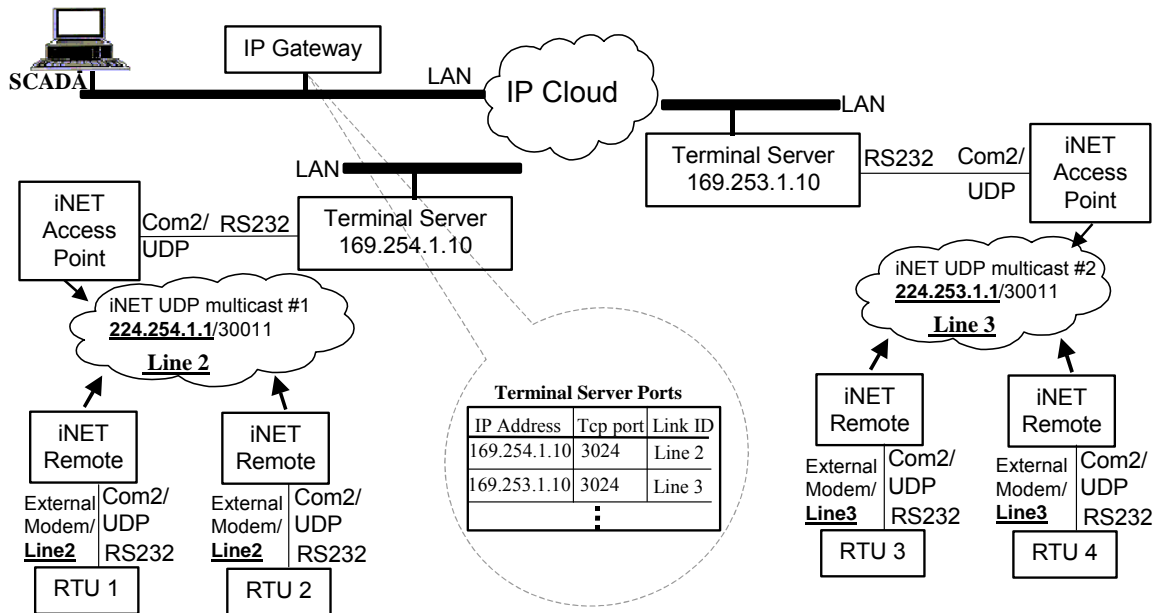 SCADA
IP Gateway
LAN
IP Cloud
LAN
Terminal Server
169.253.1.10
RS232
Com2/
UDP
iNET
Access
Point
LAN
Terminal Server
169.254.1.10
iNET
Access
Point
Com2/
UDP
RS232
iNET UDP multicast #1
224.254.1.1/30011
Line 2
iNET UDP multicast #2
224.253.1.1/30011
Line 3
Terminal Server Ports
IP Address Tcp port Link ID
169.254.1.10 3024 Line 2
169.253.1.10 3024 Line 3
iNET
Remote
External
Modem/
Line2
Com2/
UDP
RS232
RTU 1
iNET
Remote
External
Modem/
Line2
Com2/
UDP
RS232
RTU 2
iNET
Remote
External
Modem/
Line3
Com2/
UDP
RS232
RTU 3
iNET
Remote
External
Modem/
Line3
Com2/
UDP
RS232
RTU 4